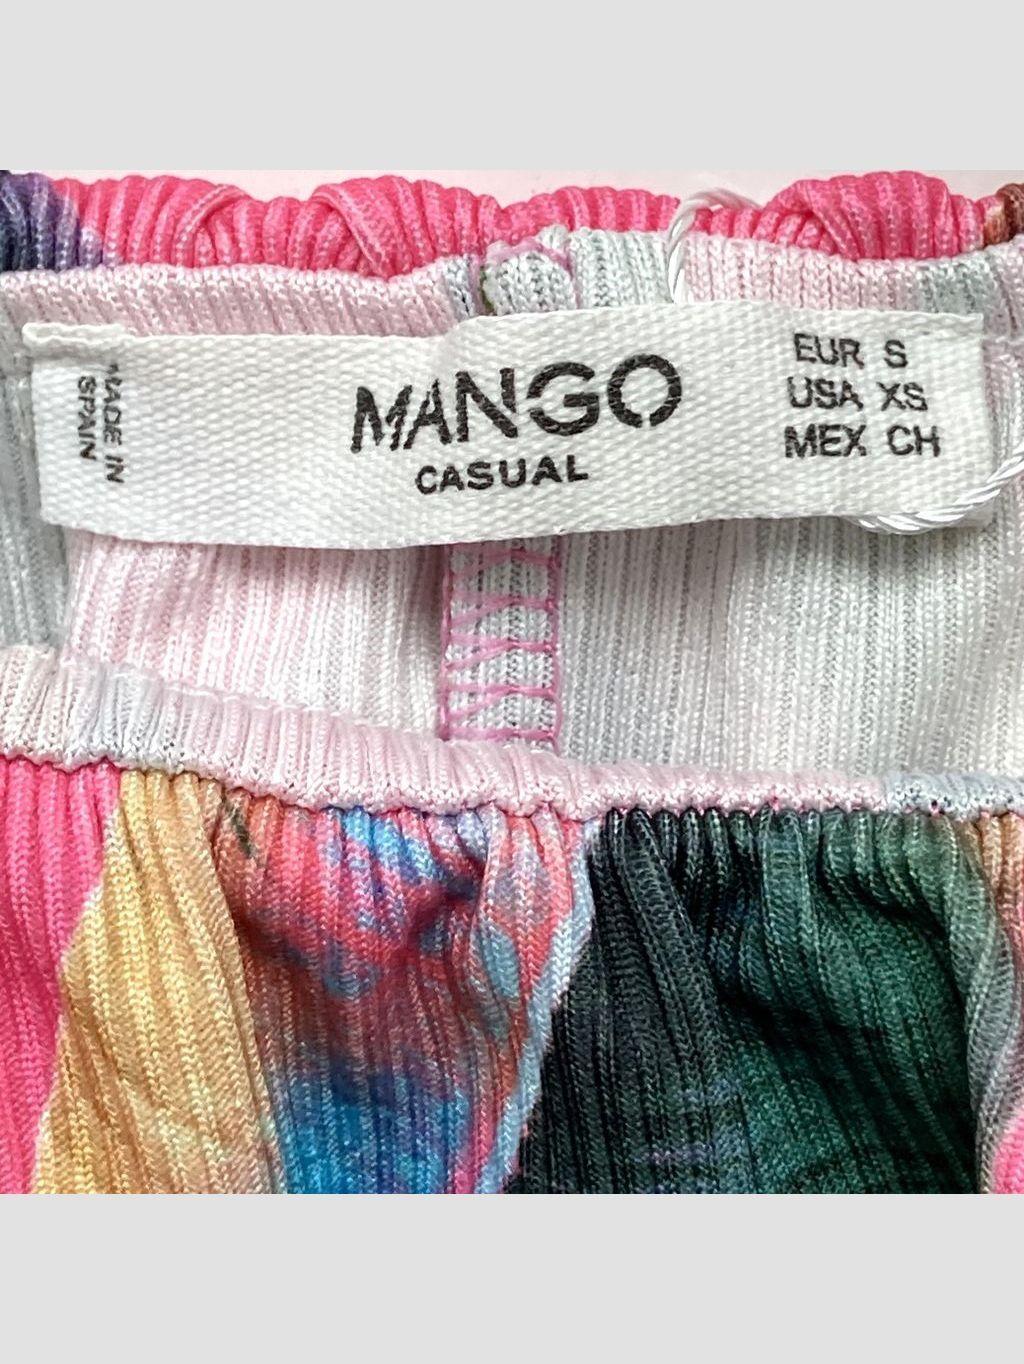 MADE IN
SPAIN
MANGO
CASUAL
EUR S
USA XS
MEX CH